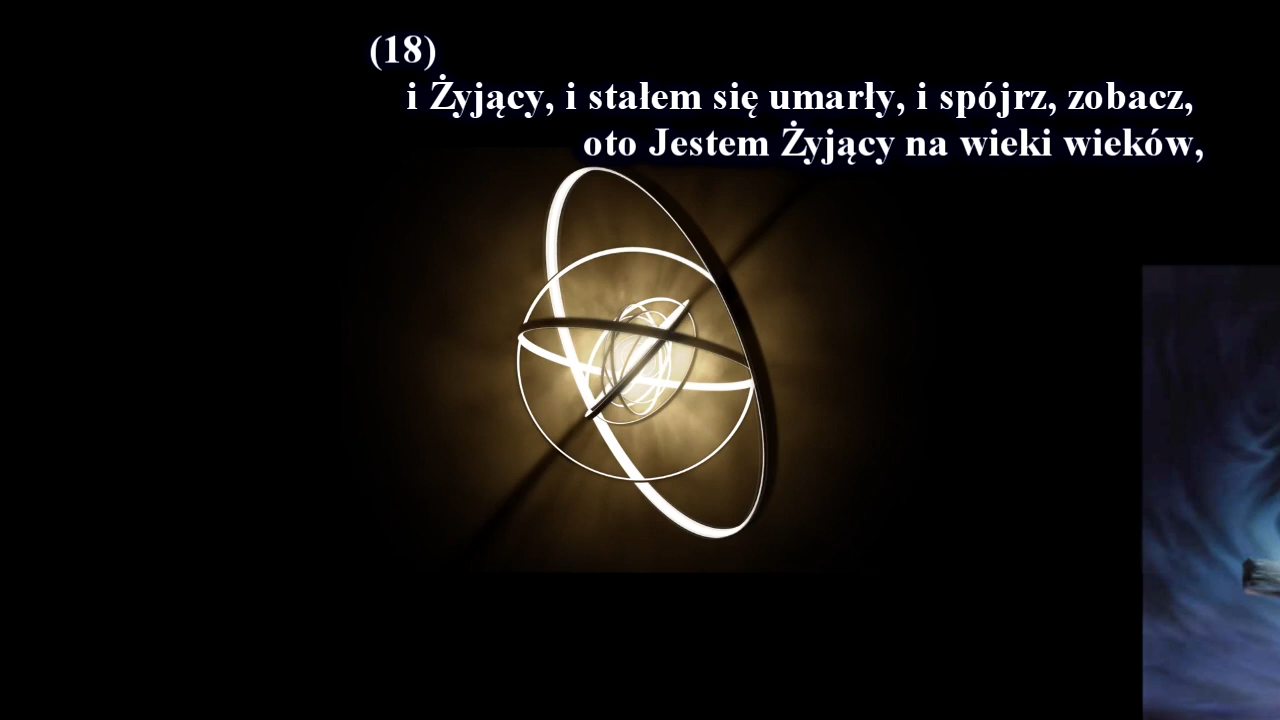 (18)
i Żyjący, i stałem się umarły, i spójrz, zobacz,
oto Jestem Żyjący na wieki wieków,